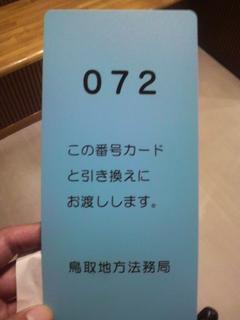 072
この番号カード
と引き換えに
お渡しします。
鳥取地方法務局